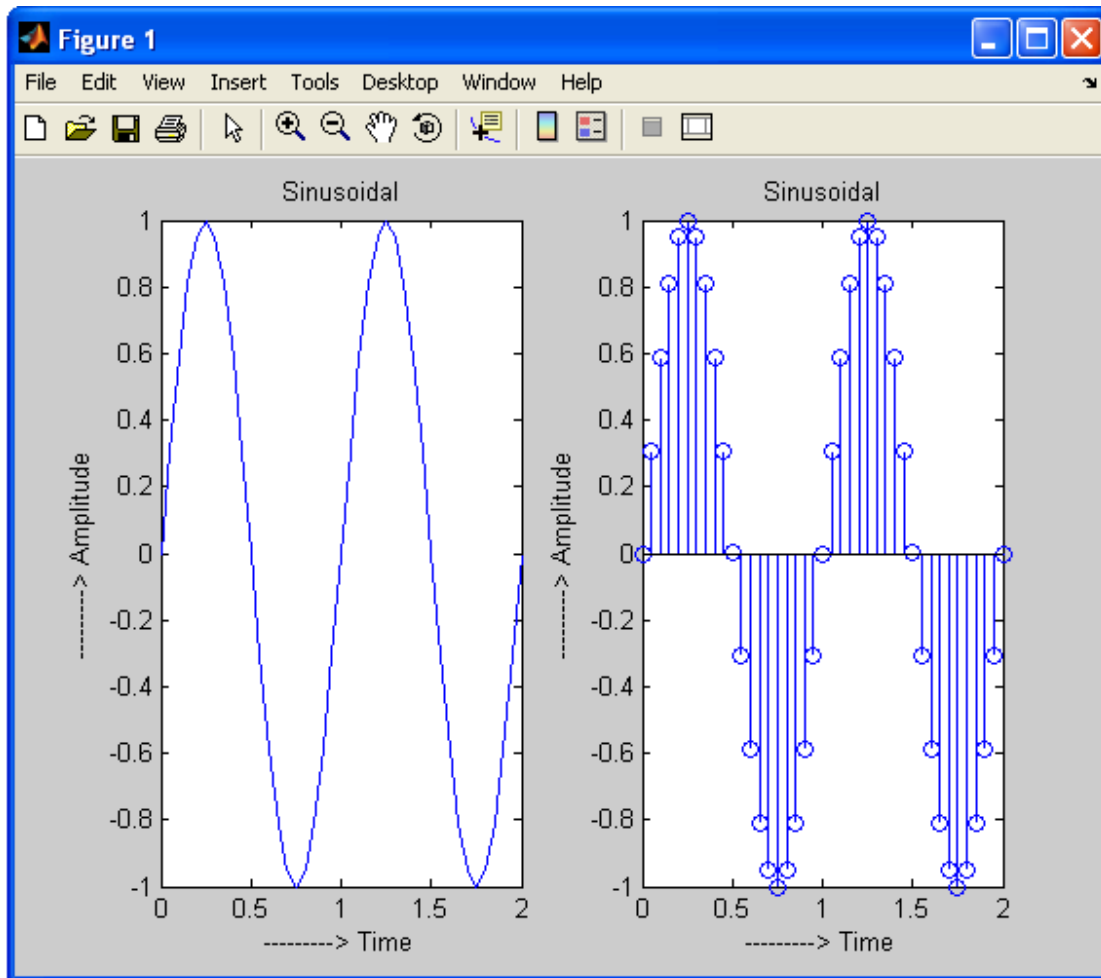 Figure 1
File Edit View Insert Tools Desktop Window Help
Sinusoidal
1
0.8
0.6
0.4
0.2
0
-0.2
-0.4
-0.6
-0.8
-1
0 0.5 1 1.5 2
--------> Amplitude
---------> Time
Sinusoidal
1
0.8
0.6
0.4
0.2
0
-0.2
-0.4
-0.6
-0.8
-1
0 0.5 1 1.5 2
--------> Amplitude
---------> Time